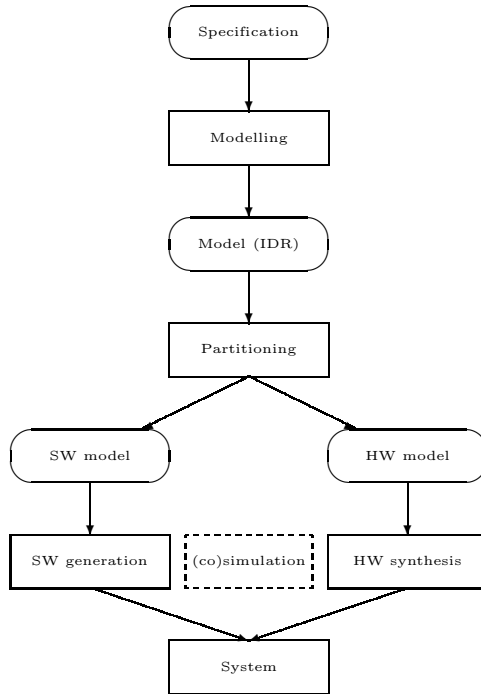 Specification
Modelling
Model (IDR)
Partitioning
SW model
HW model
SW generation
(co)simulation
HW synthesis
System